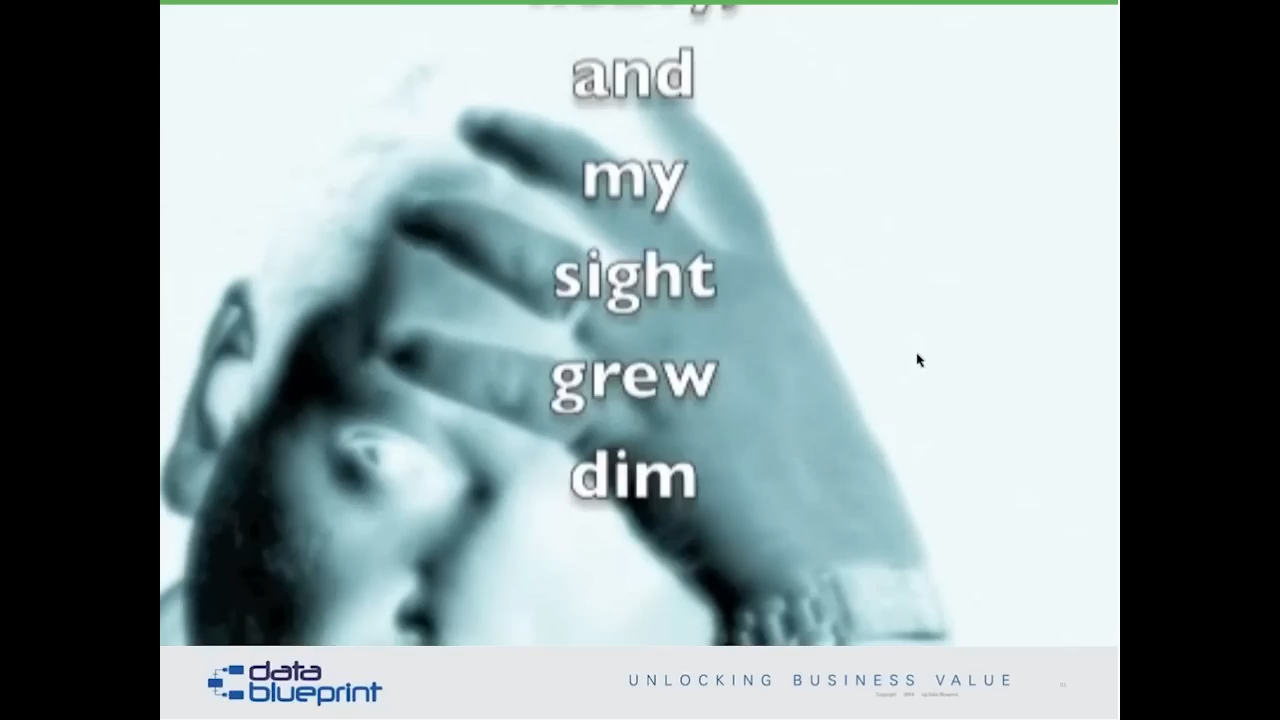 and
my
sight
grew
dim
data
blueprint
UNLOCKING BUSINESS VALUE